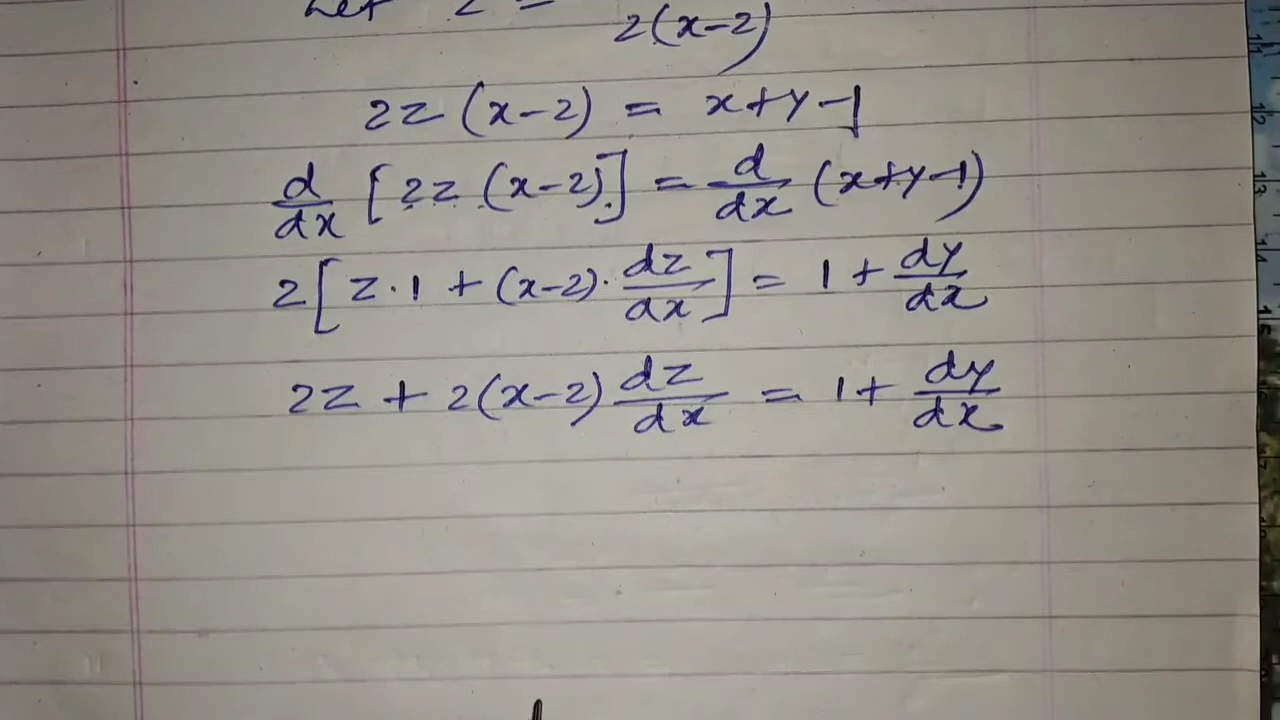 Let z =
2(x-2)
2z (x-2) = x+y-1
d/dx [2z (x-2)] = d/dx (x+y-1)
2[z·1 + (x-2)·dz/dx] = 1 + dy/dx
2z + 2(x-2) dz/dx = 1 + dy/dx